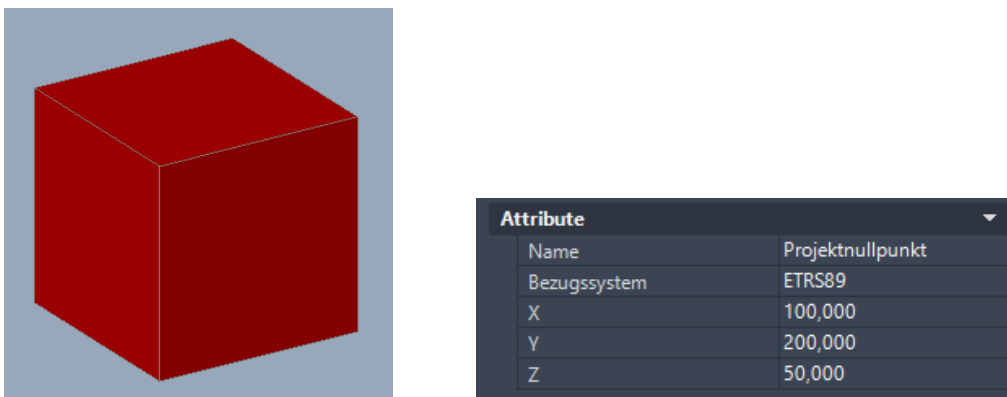 Attribute
Name Projektnullpunkt
Bezugssystem ETRS89
X 100,000
Y 200,000
Z 50,000